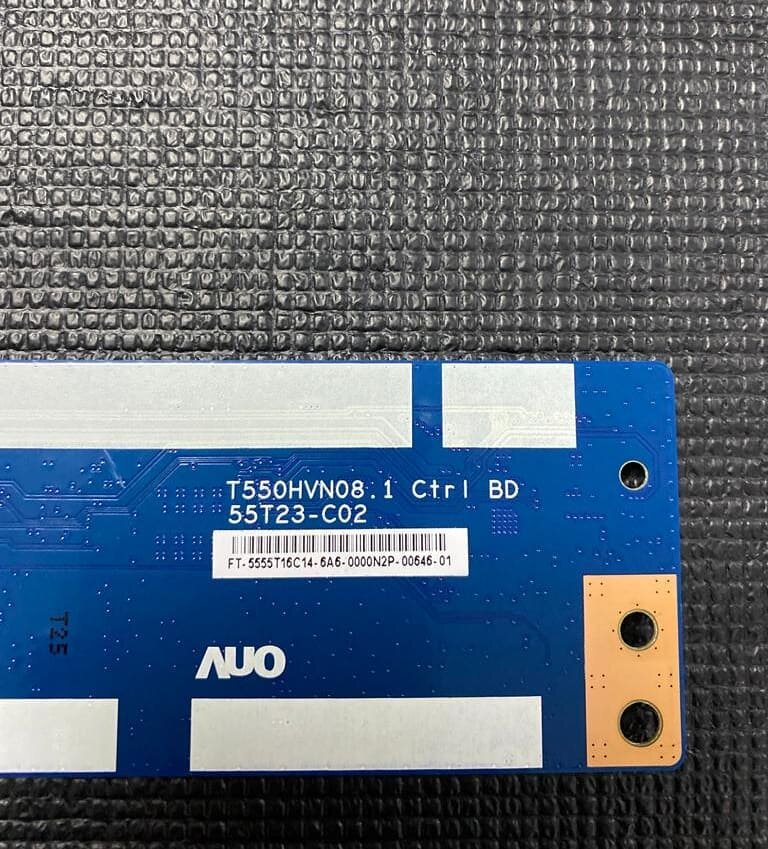 T550HVN08.1 Ctrl BD
55T23-C02
FT-5555T16C14-6A6-0000N2P-00646-01
T25
AUO